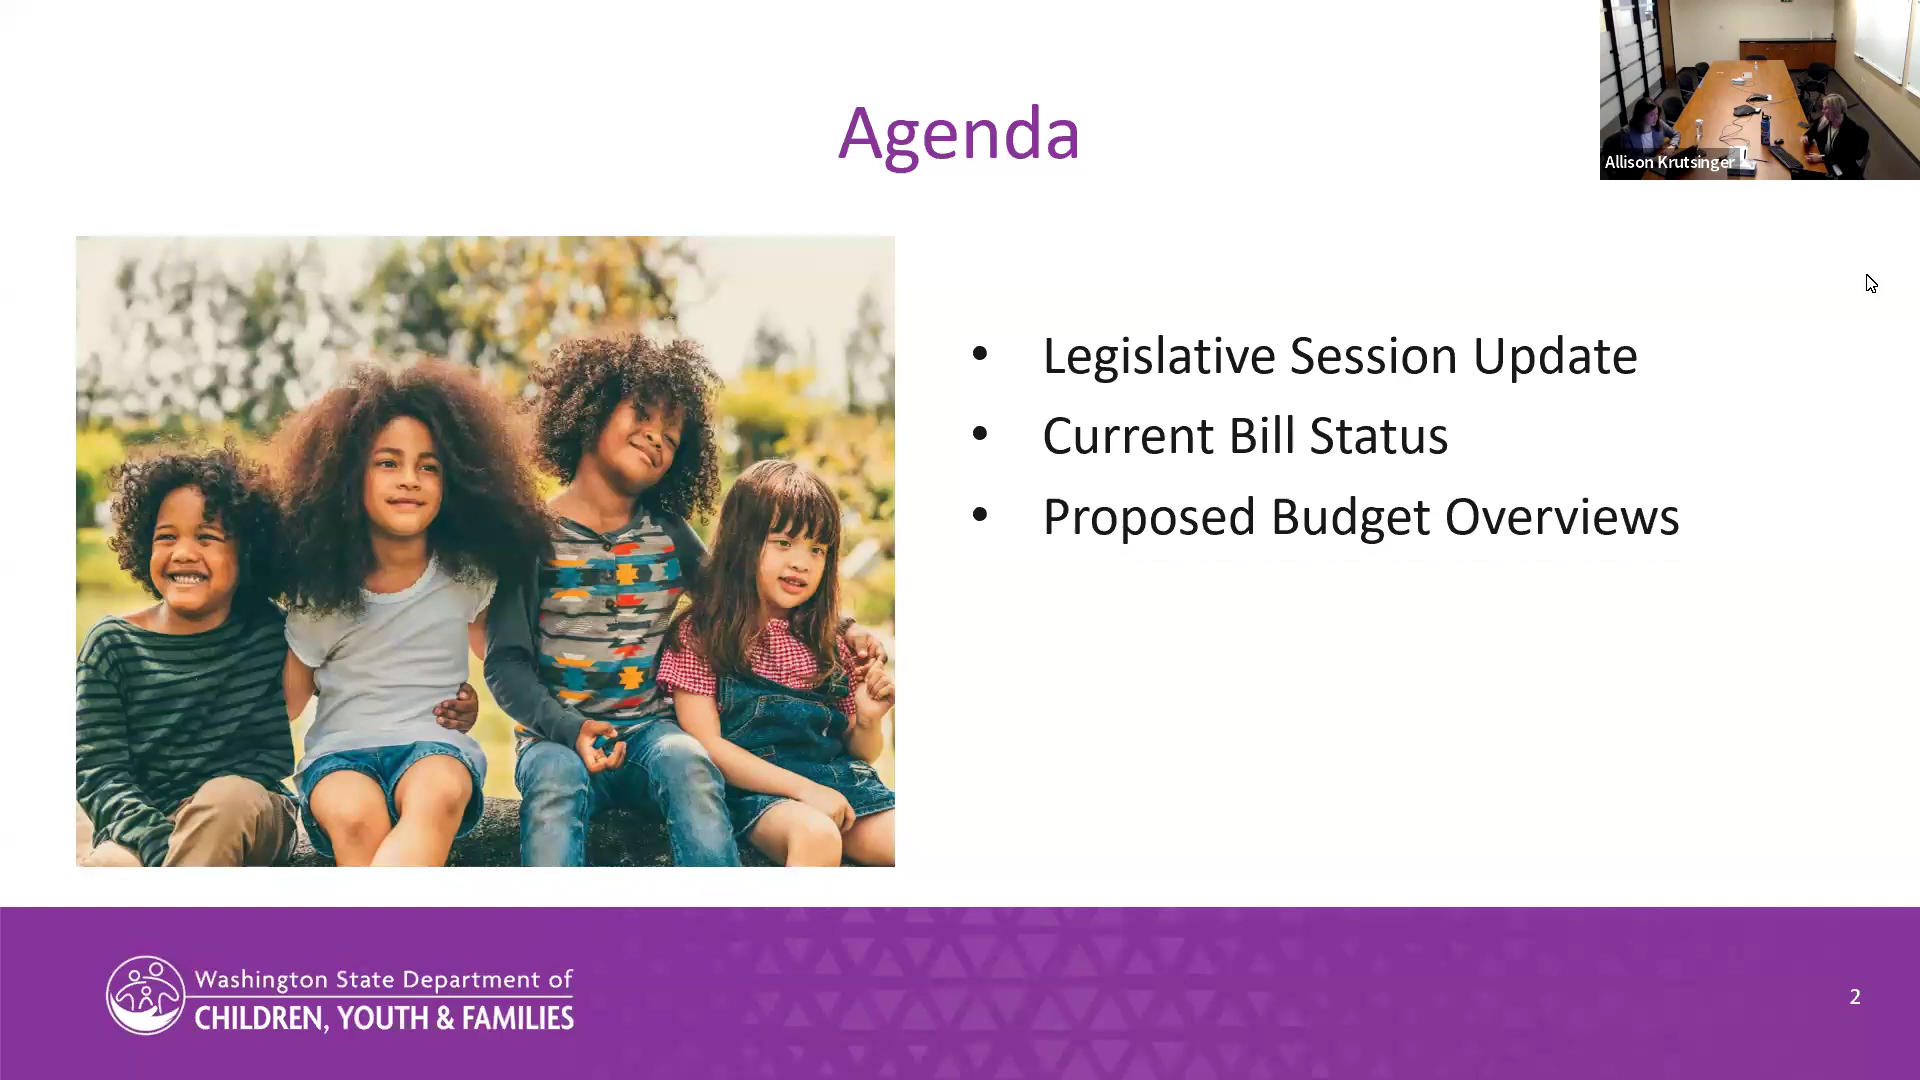 Agenda
Allison Krutsinger
• Legislative Session Update
• Current Bill Status
• Proposed Budget Overviews
Washington State Department of
CHILDREN, YOUTH & FAMILIES
2